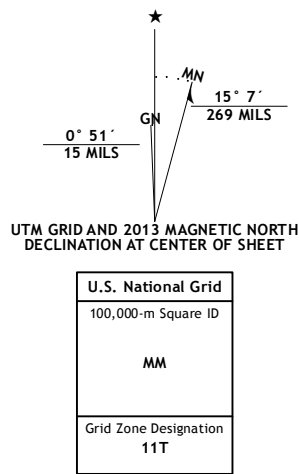 MN
GN
15° 7´
269 MILS
0° 51´
15 MILS
UTM GRID AND 2013 MAGNETIC NORTH
DECLINATION AT CENTER OF SHEET
U.S. National Grid
100,000-m Square ID
MM
Grid Zone Designation
11T